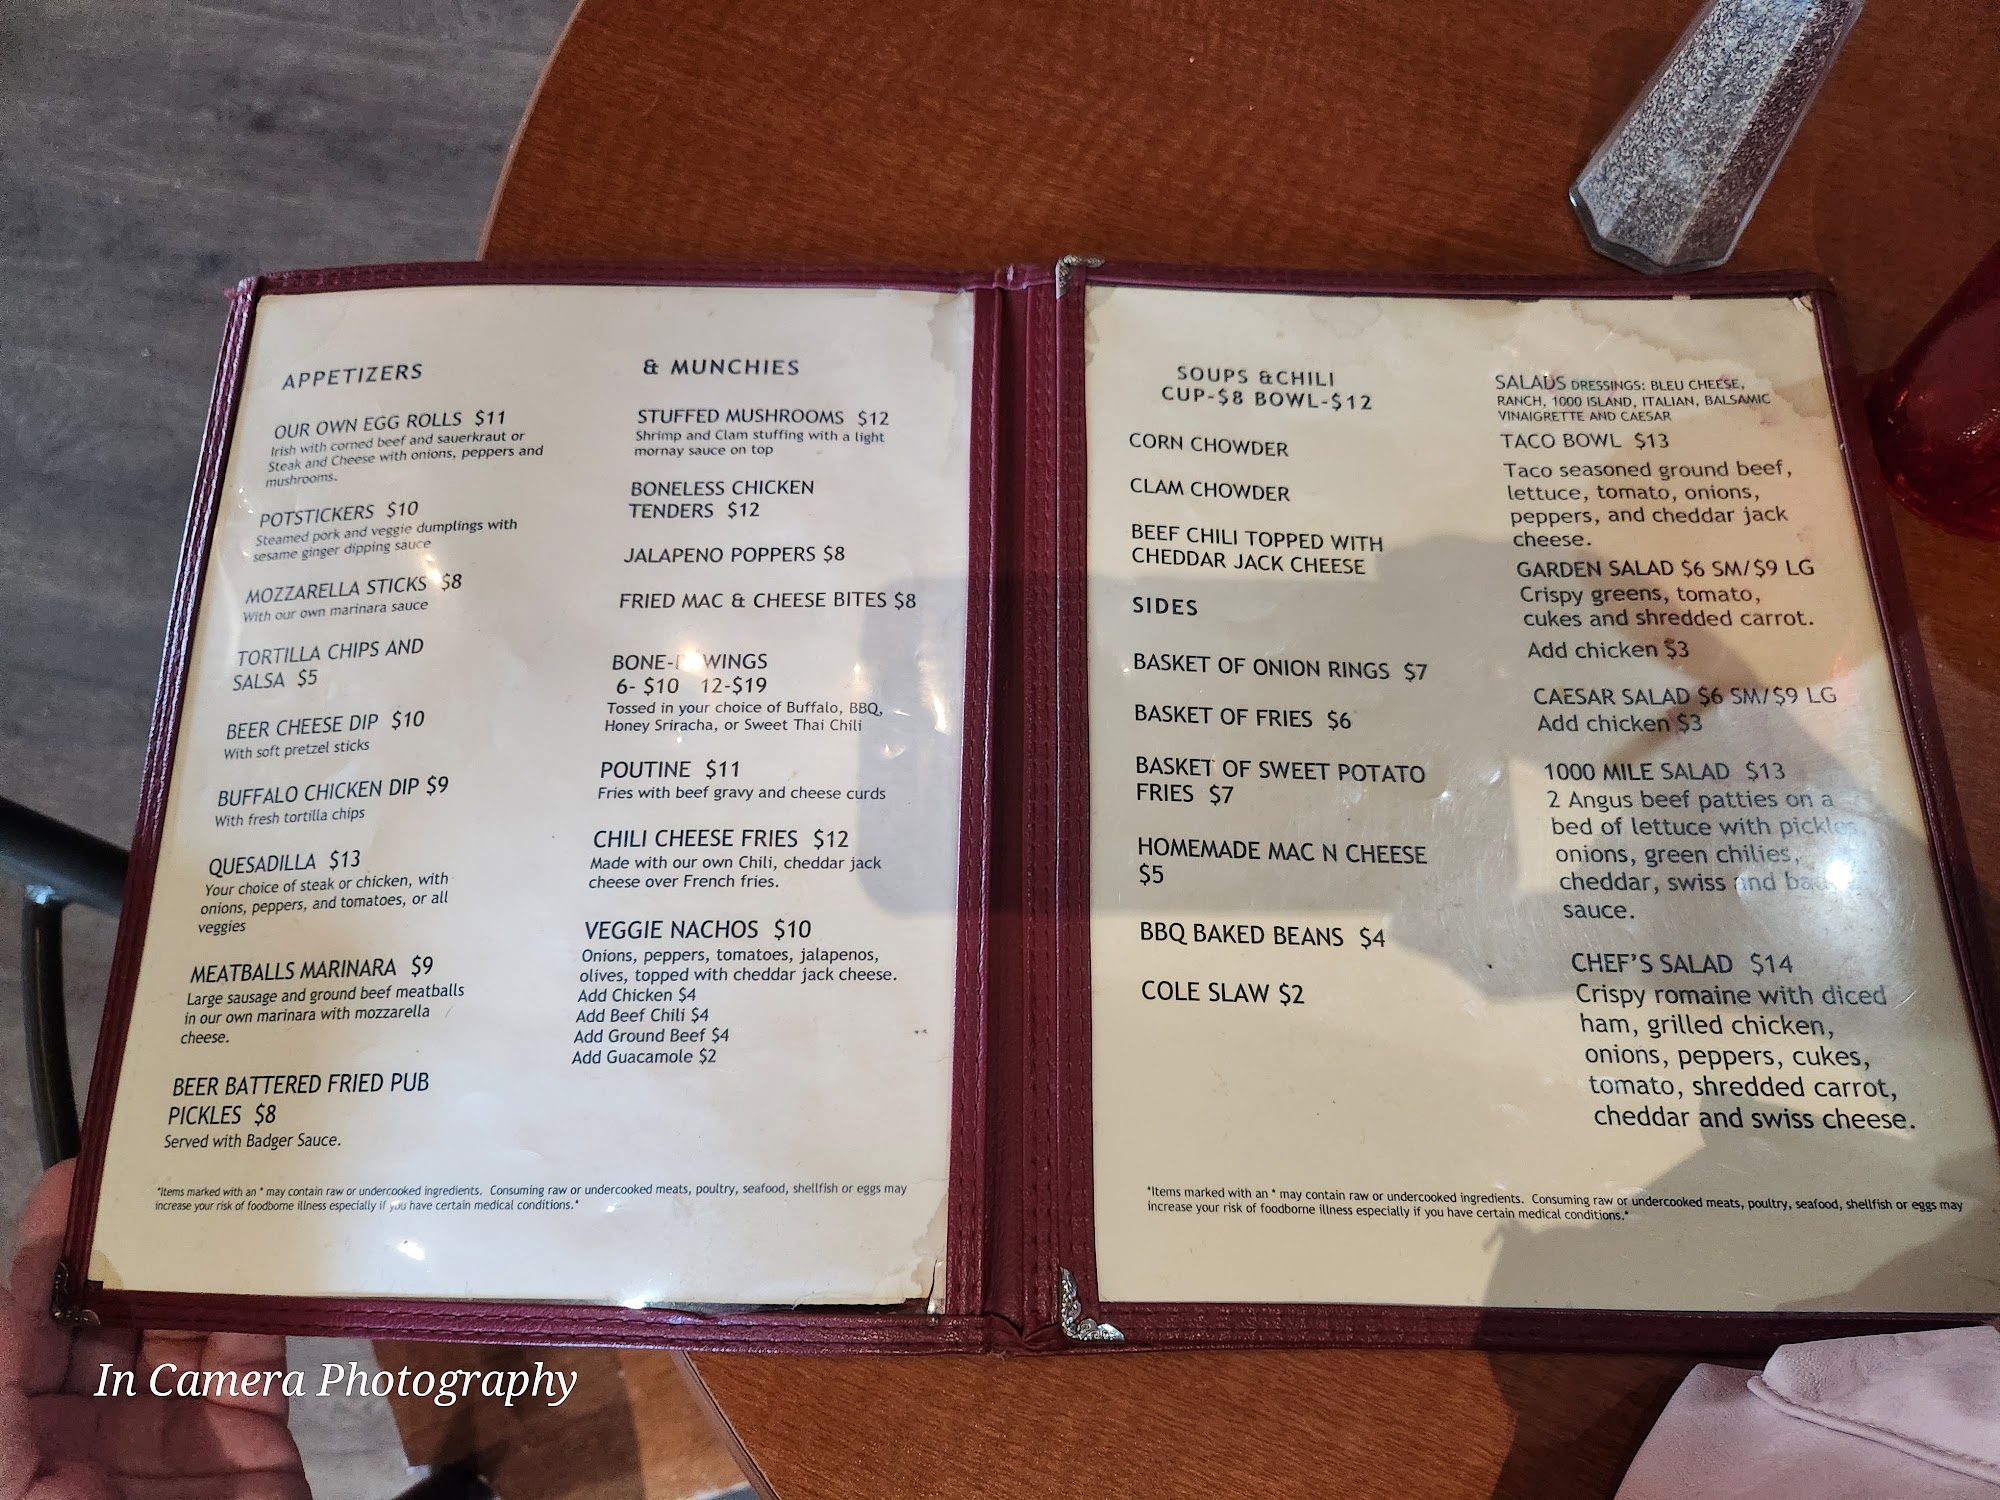 APPETIZERS
OUR OWN EGG ROLLS $11
Irish with corned beef and sauerkraut or
Steak and Cheese with onions, peppers and
mushrooms.
POTSTICKERS $10
Steamed pork and veggie dumplings with
sesame ginger dipping sauce
MOZZARELLA STICKS $8
With our own marinara sauce
TORTILLA CHIPS AND
SALSA $5
BEER CHEESE DIP $10
With soft pretzel sticks
BUFFALO CHICKEN DIP $9
With fresh tortilla chips
QUESADILLA $13
Your choice of steak or chicken, with
onions, peppers, and tomatoes, or all
veggies
MEATBALLS MARINARA $9
Large sausage and ground beef meatballs
in our own marinara with mozzarella
cheese.
BEER BATTERED FRIED PUB
PICKLES $8
Served with Badger Sauce.
& MUNCHIES
STUFFED MUSHROOMS $12
Shrimp and Clam stuffing with a light
mornay sauce on top
BONELESS CHICKEN
TENDERS $12
JALAPENO POPPERS $8
FRIED MAC & CHEESE BITES $8
BONE- WINGS
6- $10 12-$19
Tossed in your choice of Buffalo, BBQ,
Honey Sriracha, or Sweet Thai Chili
POUTINE $11
Fries with beef gravy and cheese curds
CHILI CHEESE FRIES $12
Made with our own Chili, cheddar jack
cheese over French fries.
VEGGIE NACHOS $10
Onions, peppers, tomatoes, jalapenos,
olives, topped with cheddar jack cheese.
Add Chicken $4
Add Beef Chili $4
Add Ground Beef $4
Add Guacamole $2
*Items marked with an * may contain raw or undercooked ingredients. Consuming raw or undercooked meats, poultry, seafood, shellfish or eggs may
increase your risk of foodborne illness especially if you have certain medical conditions.*
SOUPS &CHILI
CUP-$8 BOWL-$12
CORN CHOWDER
CLAM CHOWDER
BEEF CHILI TOPPED WITH
CHEDDAR JACK CHEESE
SIDES
BASKET OF ONION RINGS $7
BASKET OF FRIES $6
BASKET OF SWEET POTATO
FRIES $7
HOMEMADE MAC N CHEESE
$5
BBQ BAKED BEANS $4
COLE SLAW $2
SALADS DRESSINGS: BLEU CHEESE,
RANCH, 1000 ISLAND, ITALIAN, BALSAMIC
VINAIGRETTE AND CAESAR
TACO BOWL $13
Taco seasoned ground beef,
lettuce, tomato, onions,
peppers, and cheddar jack
cheese.
GARDEN SALAD $6 SM/$9 LG
Crispy greens, tomato,
cukes and shredded carrot.
Add chicken $3
CAESAR SALAD $6 SM/$9 LG
Add chicken $3
1000 MILE SALAD $13
2 Angus beef patties on a
bed of lettuce with pickles,
onions, green chilies,
cheddar, swiss and
sauce.
CHEF'S SALAD $14
Crispy romaine with diced
ham, grilled chicken,
onions, peppers, cukes,
tomato, shredded carrot,
cheddar and swiss cheese.
*Items marked with an * may contain raw or undercooked ingredients. Consuming raw or undercooked meats, poultry, seafood, shellfish or eggs may
increase your risk of foodborne illness especially if you have certain medical conditions.*
In Camera Photography